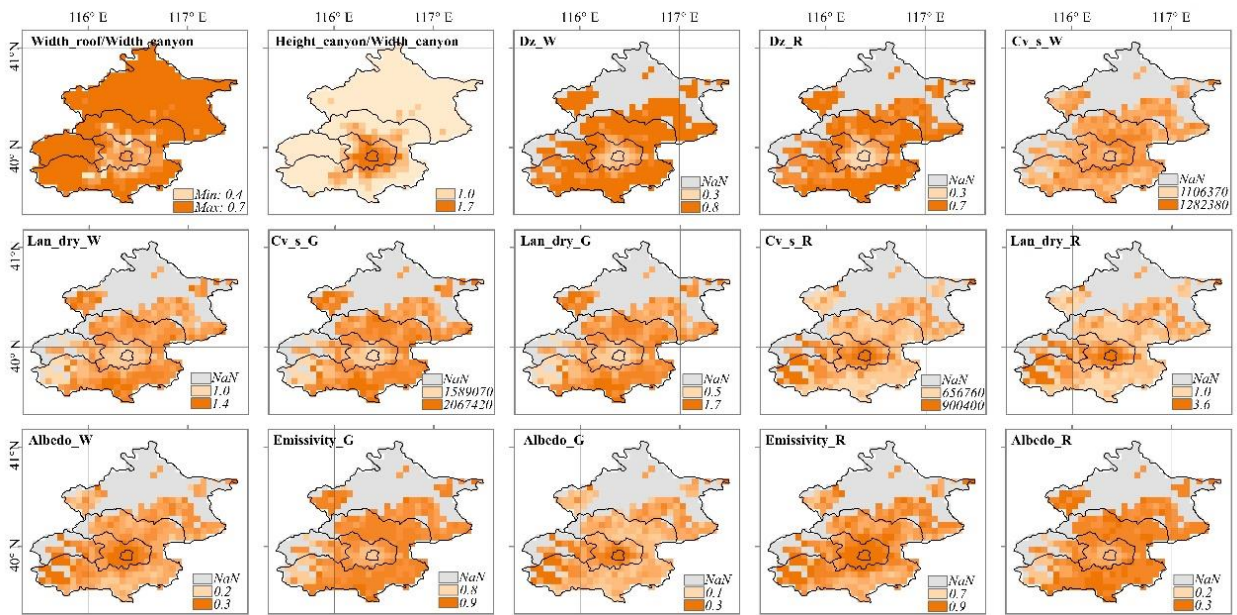 116° E 117° E 116° E 117° E 116° E 117° E 116° E 117° E 116° E 117° E
41° N
40° N
Width_roof/Width_canyon
Min: 0.4
Max: 0.7
Height_canyon/Width_canyon
1.0
1.7
Dz_W
NaN
0.3
0.8
Dz_R
NaN
0.3
0.7
Cv_s_W
NaN
1106370
1282380
41° N
40° N
Lan_dry_W
NaN
1.0
1.4
Cv_s_G
NaN
1589070
2067420
Lan_dry_G
NaN
0.5
1.7
Cv_s_R
NaN
656760
900400
Lan_dry_R
NaN
1.0
3.6
41° N
40° N
Albedo_W
NaN
0.2
0.3
Emissivity_G
NaN
0.8
0.9
Albedo_G
NaN
0.1
0.3
Emissivity_R
NaN
0.7
0.9
Albedo_R
NaN
0.2
0.3